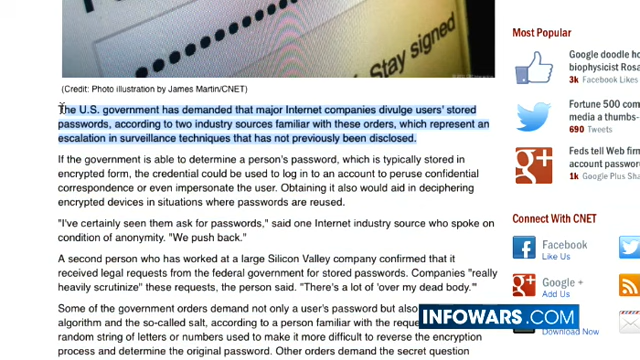 Stay signed
(Credit: Photo illustration by James Martin/CNET)
The U.S. government has demanded that major Internet companies divulge users' stored
passwords, according to two industry sources familiar with these orders, which represent an
escalation in surveillance techniques that has not previously been disclosed.
If the government is able to determine a person's password, which is typically stored in
encrypted form, the credential could be used to log in to an account to peruse confidential
correspondence or even impersonate the user. Obtaining it also would aid in deciphering
encrypted devices in situations where passwords are reused.
"I've certainly seen them ask for passwords," said one Internet industry source who spoke on
condition of anonymity. "We push back."
A second person who has worked at a large Silicon Valley company confirmed that it
received legal requests from the federal government for stored passwords. Companies "really
heavily scrutinize" these requests, the person said. "There's a lot of 'over my dead body.'"
Some of the government orders demand not only a user's password but also
algorithm and the so-called salt, according to a person familiar with the
random string of letters or numbers used to make it more difficult to reverse the encryption
process and determine the original password. Other orders demand the secret question
Most Popular
Google doodle
biophysicist
3k Facebook Likes
Fortune 500
media a thumbs-
690 Tweets
Feds tell Web
account
1k Google Plus
Connect With CNET
Facebook
Like Us
Google +
Add Us
Download Now
INFOWARS.COM